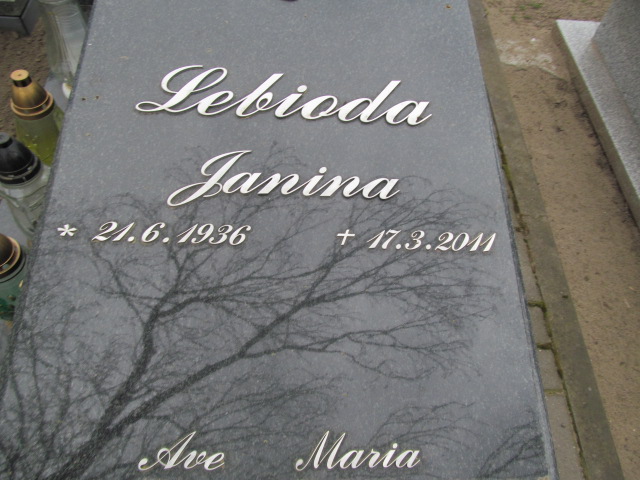 Lebioda
Janina
* 21.6.1936 + 17.3.2011
Ave Maria